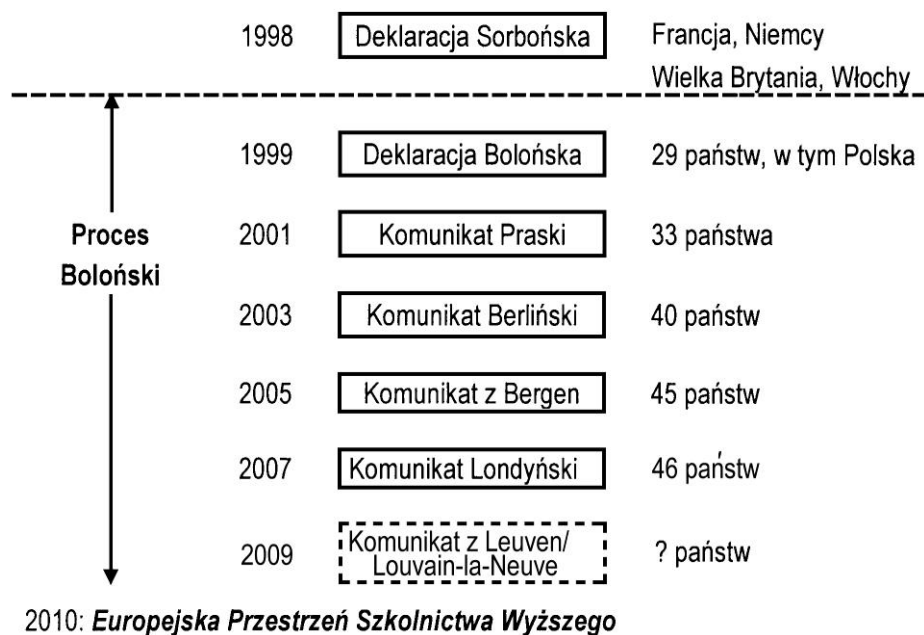 1998 Deklaracja Sorbońska Francja, Niemcy
Wielka Brytania, Włochy
1999 Deklaracja Bolońska 29 państw, w tym Polska
Proces
Boloński
2001 Komunikat Praski 33 państwa
2003 Komunikat Berliński 40 państw
2005 Komunikat z Bergen 45 państw
2007 Komunikat Londyński 46 państw
2009 Komunikat z Leuven/
Louvain-la-Neuve ? państw
2010: Europejska Przestrzeń Szkolnictwa Wyższego